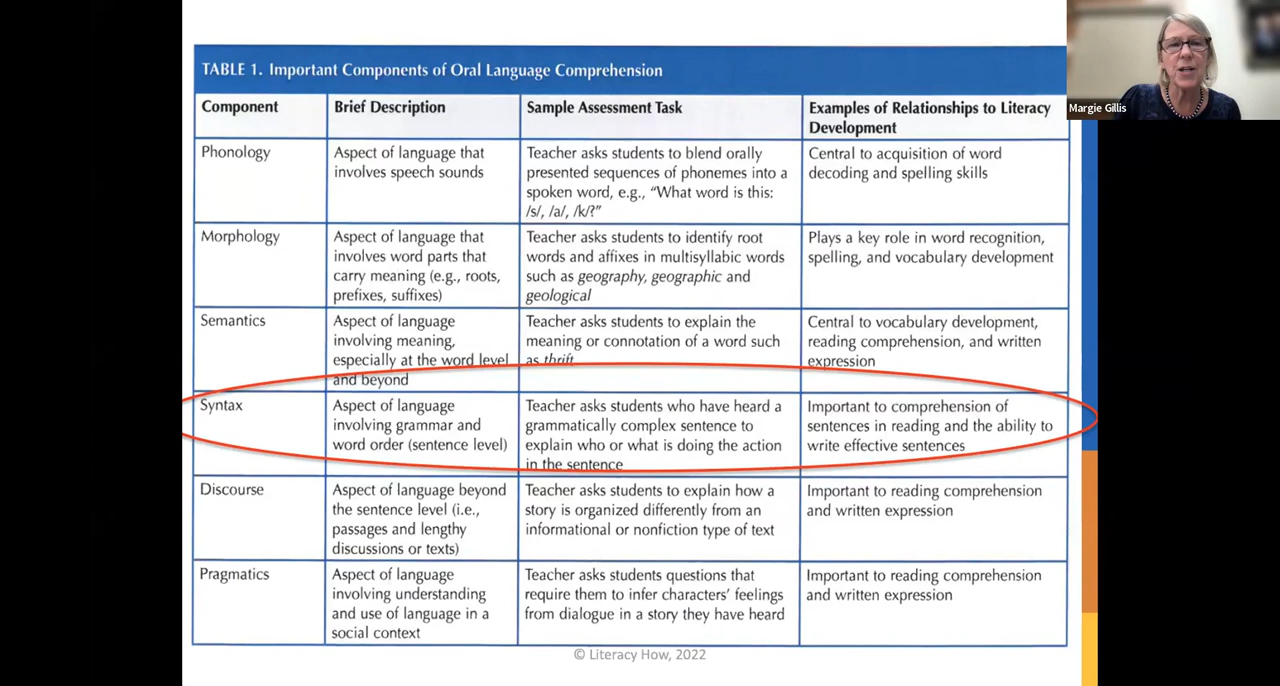 TABLE 1. Important Components of Oral Language Comprehension
Margie Gillis
Component
Brief Description
Sample Assessment Task
Examples of Relationships to Literacy
Development
Phonology
Aspect of language that
involves speech sounds
Teacher asks students to blend orally
presented sequences of phonemes into a
spoken word, e.g., “What word is this:
/s/, /a/, /k/?”
Central to acquisition of word
decoding and spelling skills
Morphology
Aspect of language that
involves word parts that
carry meaning (e.g., roots,
prefixes, suffixes)
Teacher asks students to identify root
words and affixes in multisyllabic words
such as geography, geographic and
geological
Plays a key role in word recognition,
spelling, and vocabulary development
Semantics
Aspect of language
involving meaning,
especially at the word level
and beyond
Teacher asks students to explain the
meaning or connotation of a word such
as thrift
Central to vocabulary development,
reading comprehension, and written
expression
Syntax
Aspect of language
involving grammar and
word order (sentence level)
Teacher asks students who have heard a
grammatically complex sentence to
explain who or what is doing the action
in the sentence
Important to comprehension of
sentences in reading and the ability to
write effective sentences
Discourse
Aspect of language beyond
the sentence level (i.e.,
passages and lengthy
discussions or texts)
Teacher asks students to explain how a
story is organized differently from an
informational or nonfiction type of text
Important to reading comprehension
and written expression
Pragmatics
Aspect of language
involving understanding
and use of language in a
social context
Teacher asks students questions that
require them to infer characters’ feelings
from dialogue in a story they have heard
Important to reading comprehension
and written expression
© Literacy How, 2022